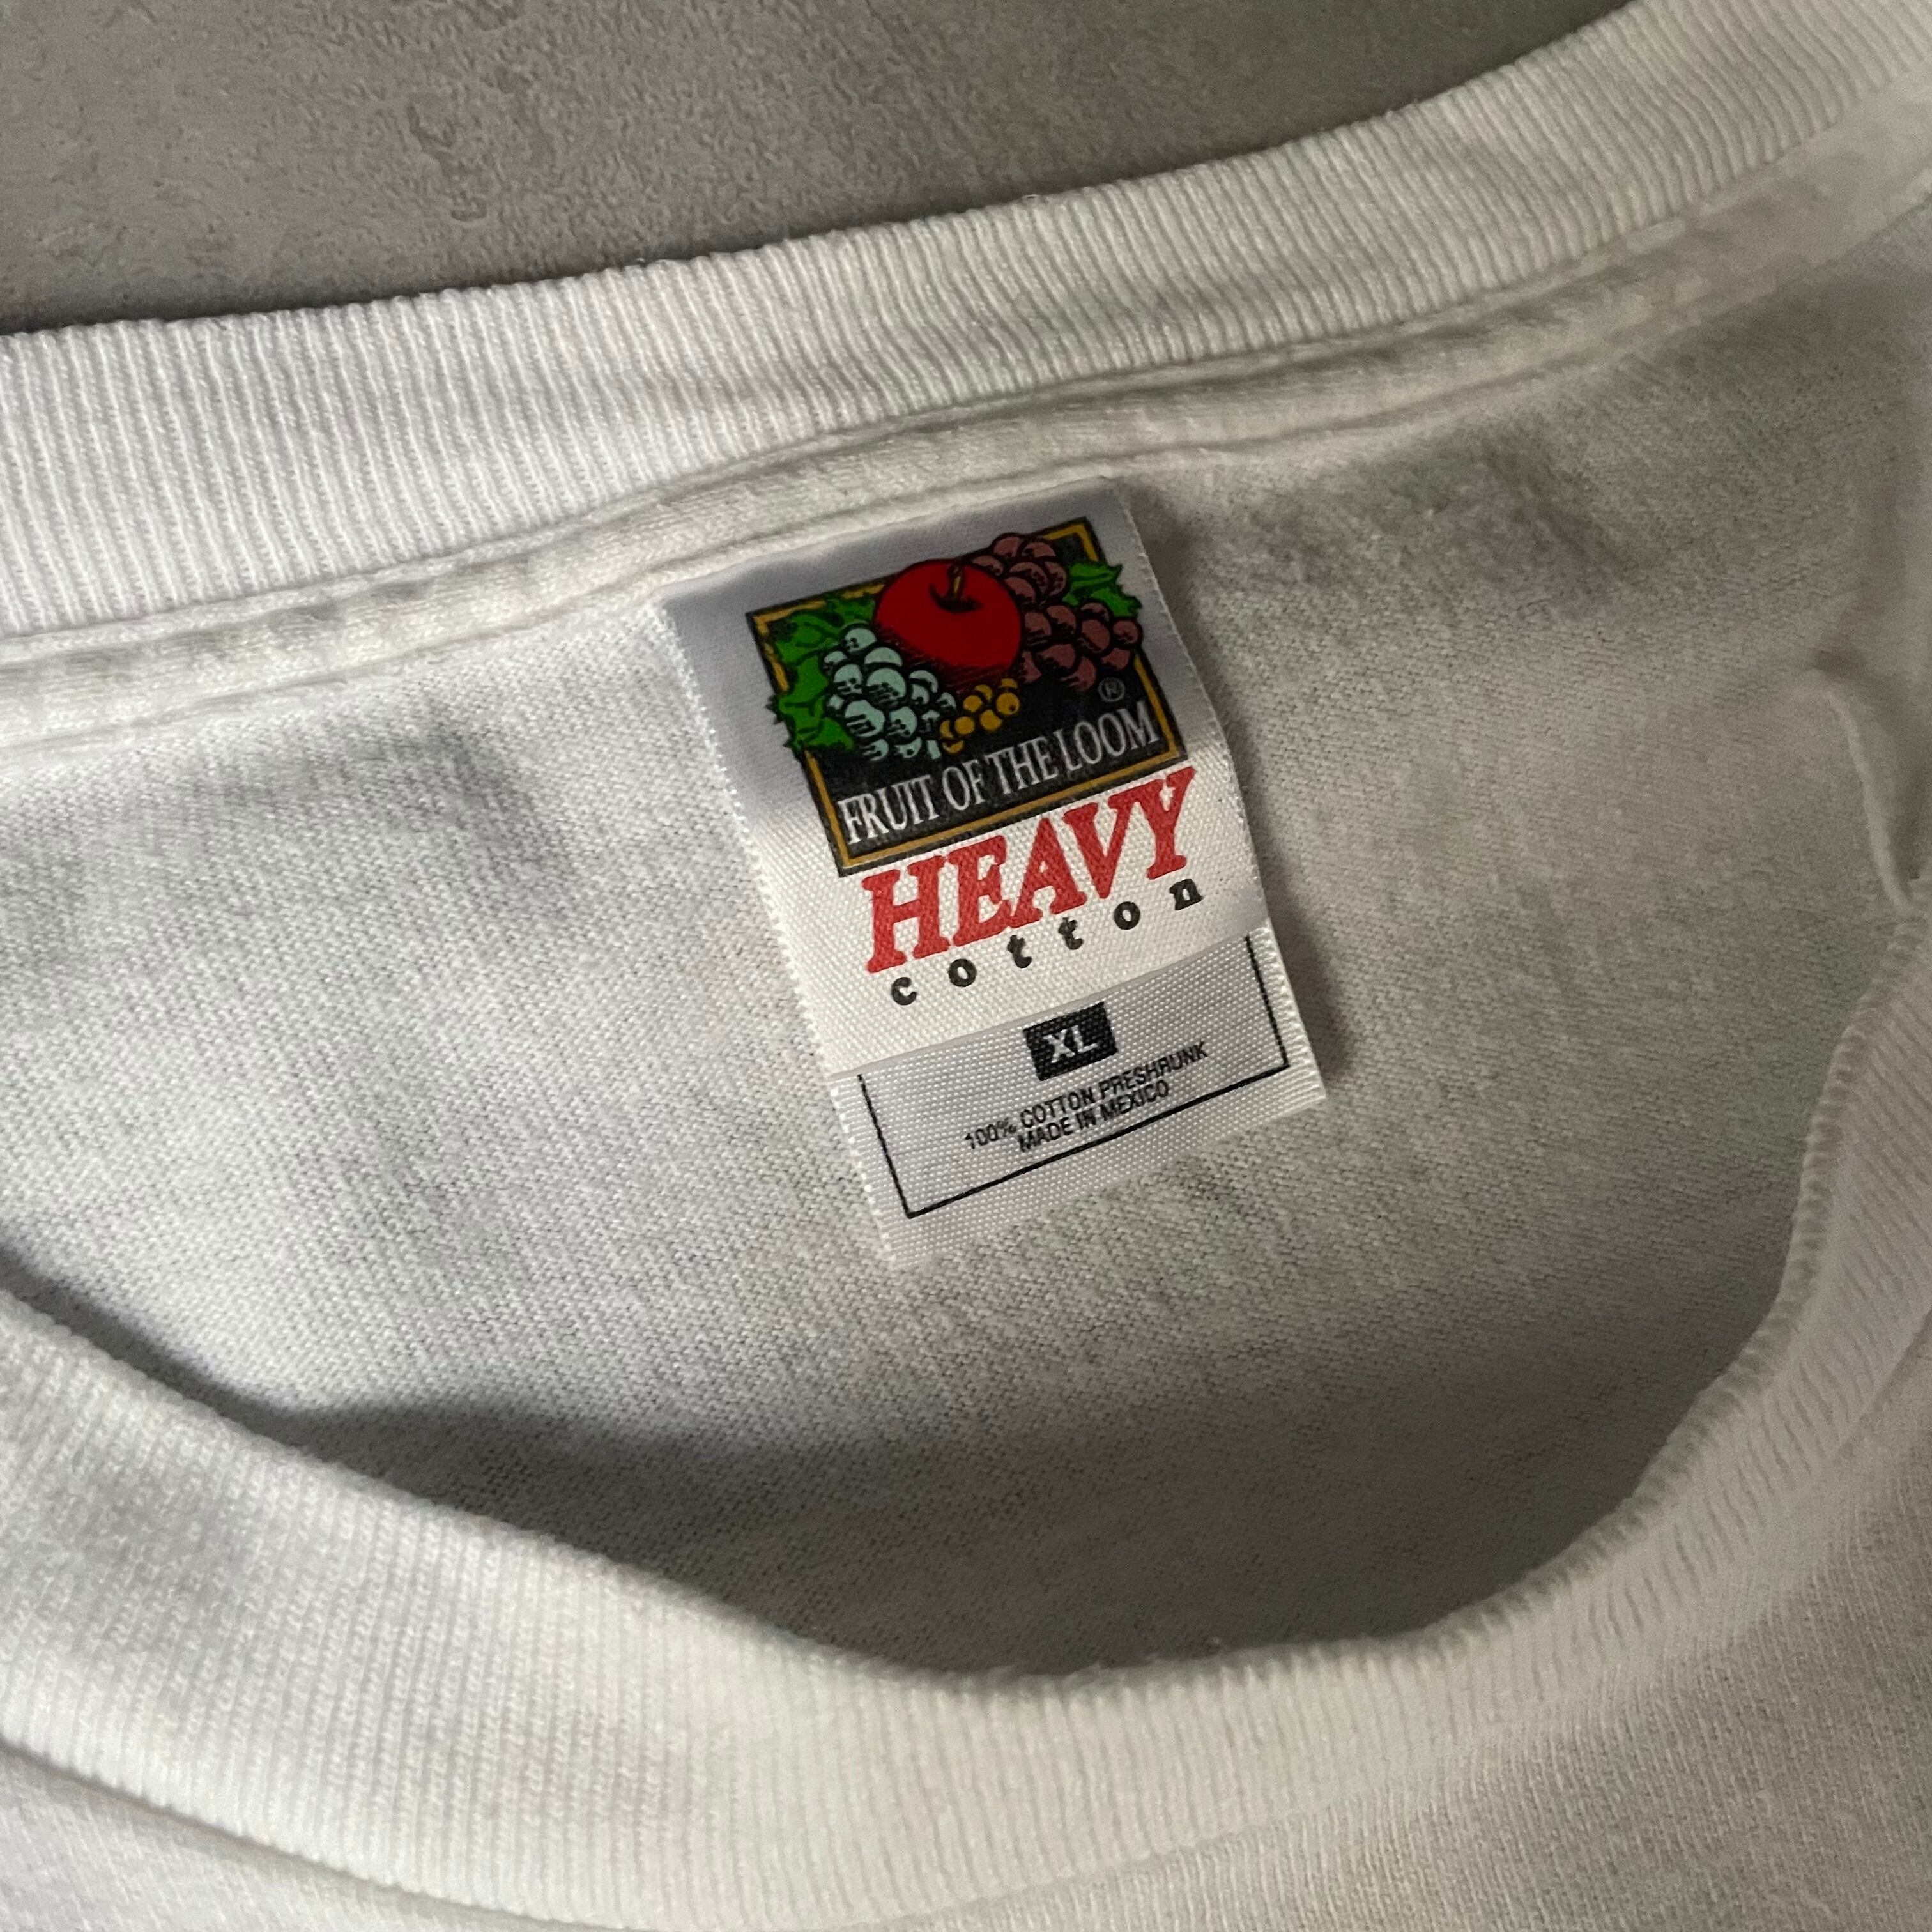 ®
FRUIT OF THE LOOM
HEAVY
cotton
XL
100% COTTON PRESHRUNK
MADE IN MEXICO